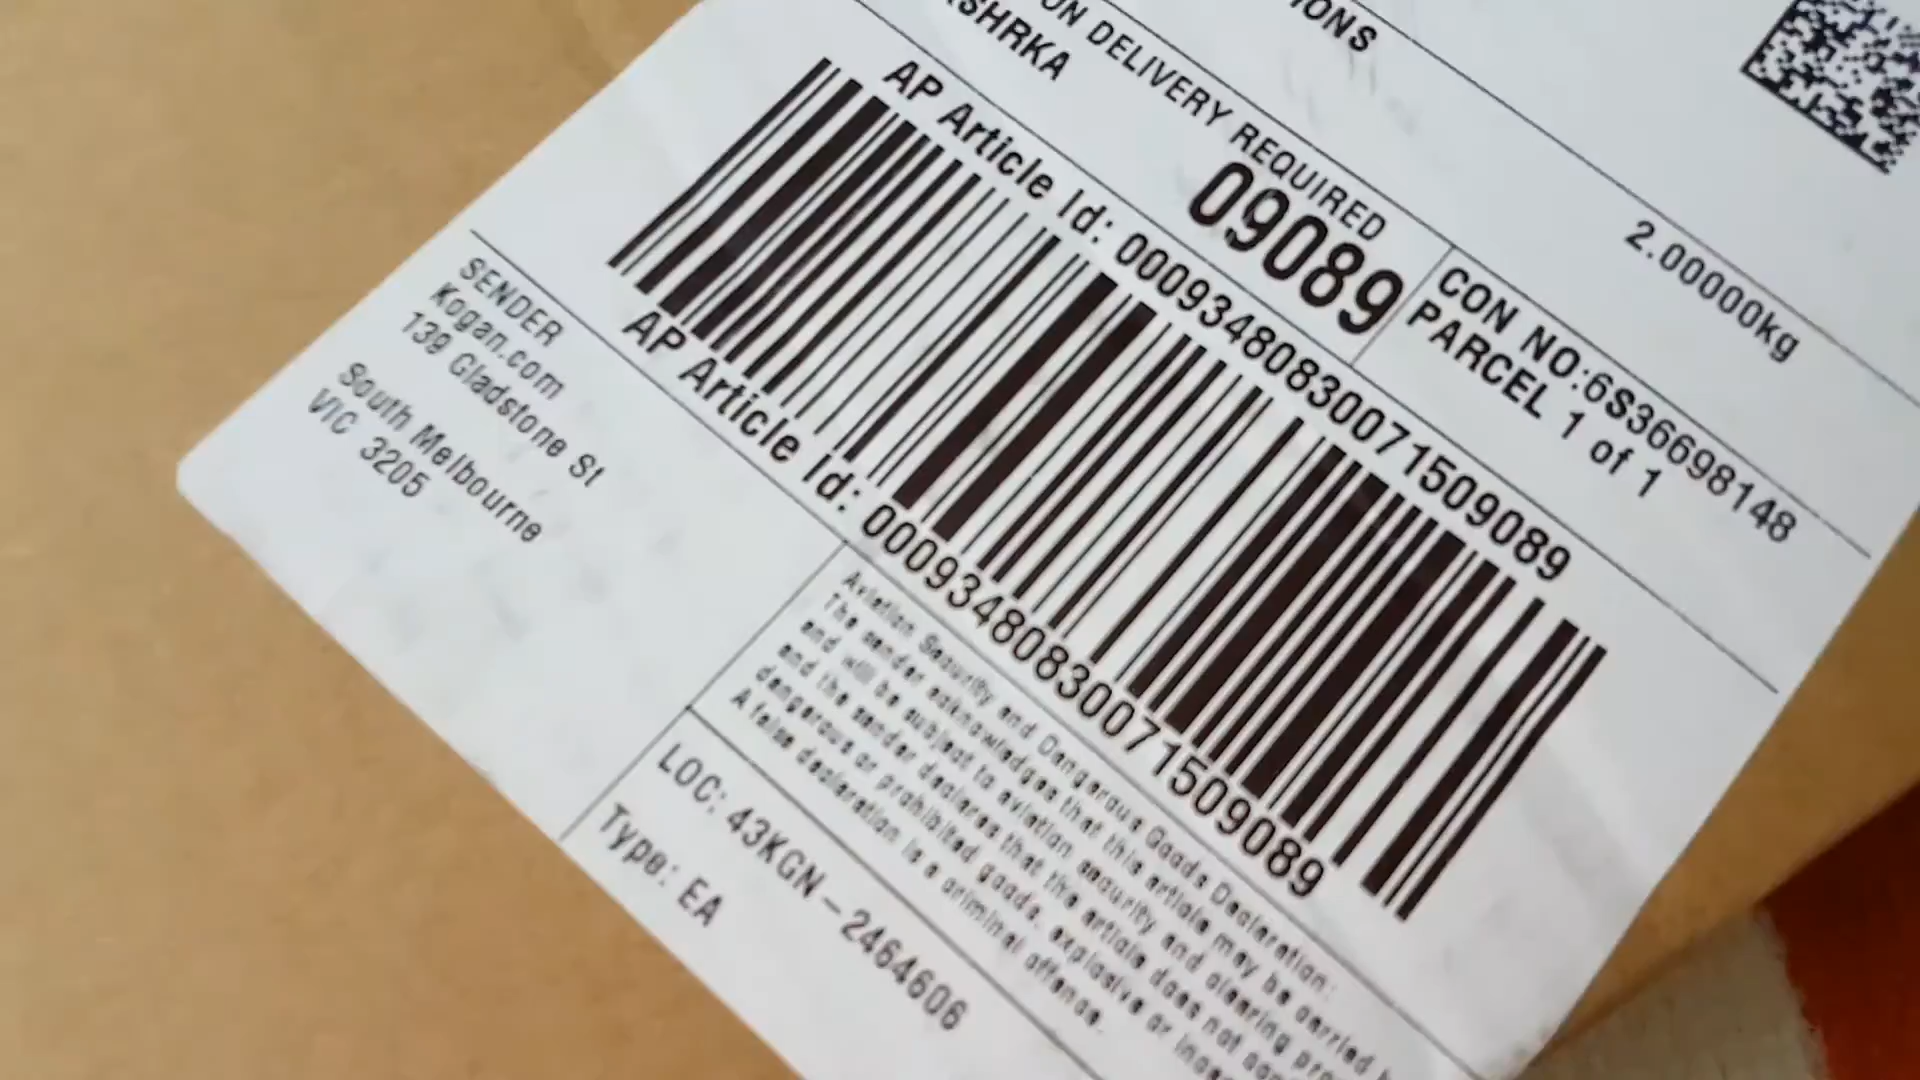 IONS
2.00000kg
ON DELIVERY REQUIRED
SHRKA
09089
CON NO:6S36698148
PARCEL 1 of 1
AP Article Id: 00093480830071509089
AP Article Id: 00093480830071509089
SENDER
Kogan.com
139 Gladstone St
South Melbourne
VIC 3205
Aviation Security and Dangerous Goods Declaration:
The sender acknowledges that this article may be carried
and will be subject to aviation security and clearing
and the sender declares that the article does not
dangerous or prohibited goods, explosive or
A false declaration is a criminal offence.
LOC: 43KGN-2464606
Type: EA